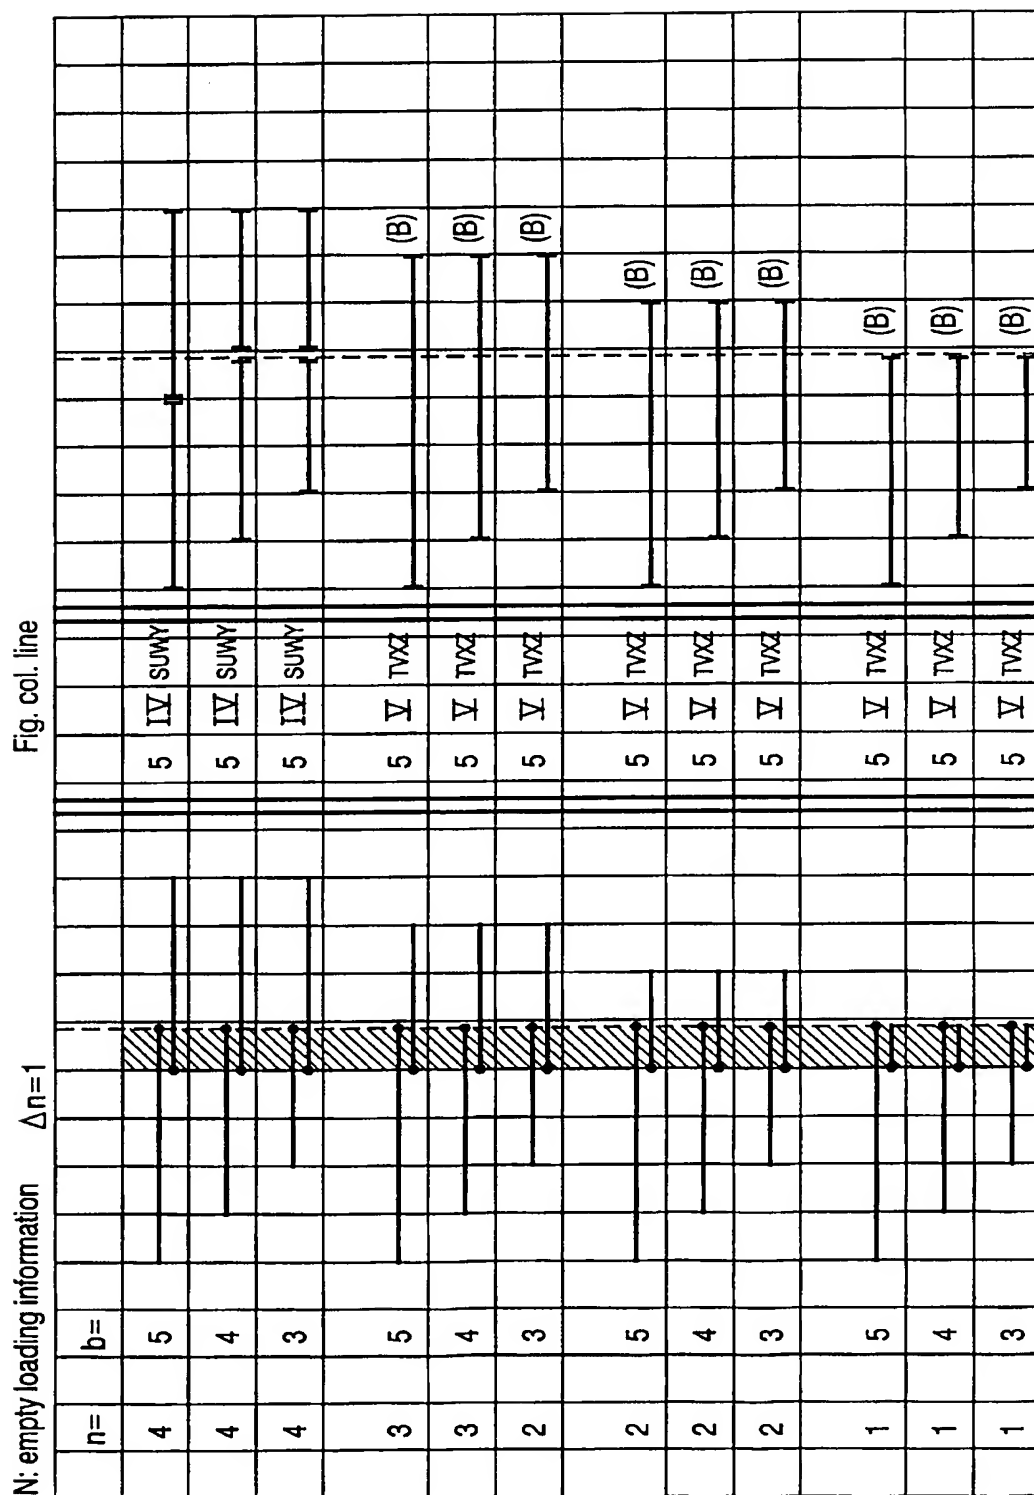 N: empty loading information Δn=1 Fig. col. line
n= b=
4 5 5 IV SUWY
4 4 5 IV SUWY
4 3 5 IV SUWY
3 5 5 V TVXZ (B)
3 4 5 V TVXZ (B)
2 3 5 V TVXZ (B)
2 5 5 V TVXZ (B)
2 4 5 V TVXZ (B)
2 3 5 V TVXZ (B)
1 5 5 V TVXZ (B)
1 4 5 V TVXZ (B)
1 3 5 V TVXZ (B)